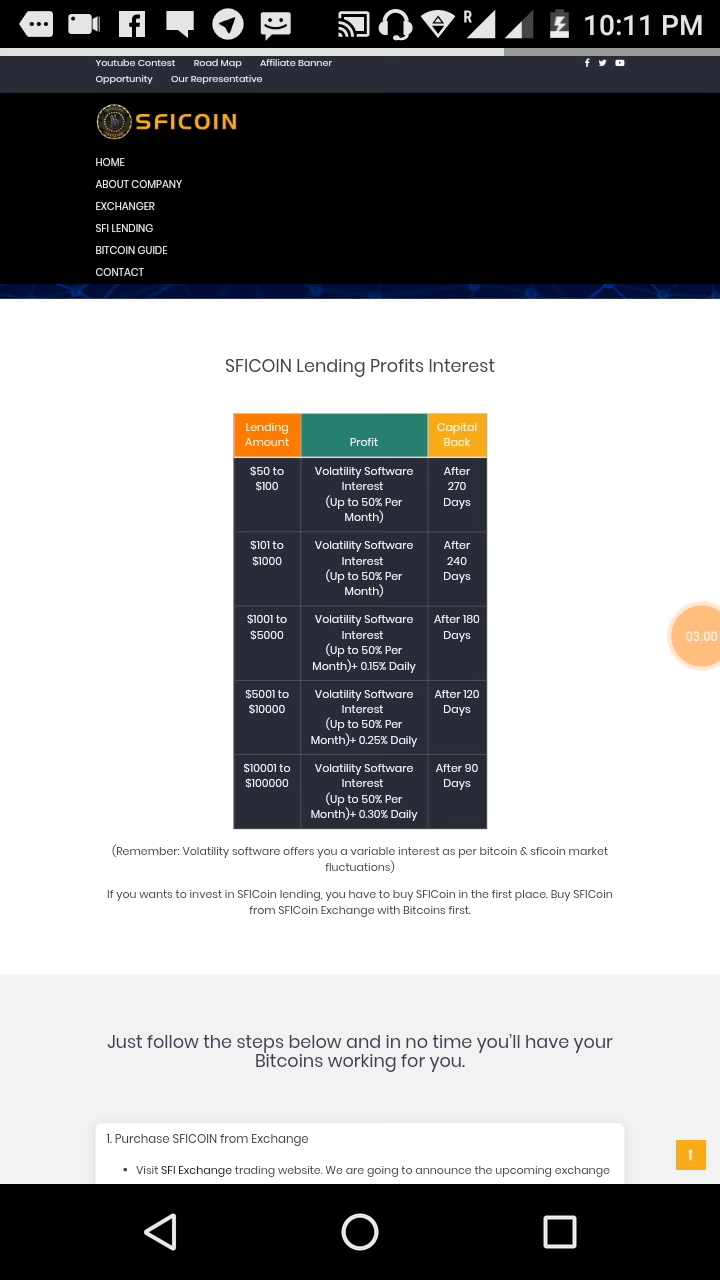 R
10:11 PM
Youtube Contest Road Map Affiliate Banner
Opportunity Our Representative
SFICOIN
HOME
ABOUT COMPANY
EXCHANGER
SFI LENDING
BITCOIN GUIDE
CONTACT
SFICOIN Lending Profits Interest
Lending
Amount
Profit
Capital
Back
$50 to
$100
Volatility Software
Interest
(Up to 50% Per
Month)
After
270
Days
$101 to
$1000
Volatility Software
Interest
(Up to 50% Per
Month)
After
240
Days
$1001 to
$5000
Volatility Software
Interest
(Up to 50% Per
Month)+ 0.15% Daily
After 180
Days
$5001 to
$10000
Volatility Software
Interest
(Up to 50% Per
Month)+ 0.25% Daily
After 120
Days
$10001 to
$100000
Volatility Software
Interest
(Up to 50% Per
Month)+ 0.30% Daily
After 90
Days
03:00
(Remember: Volatility software offers you a variable interest as per bitcoin & sficoin market
fluctuations)
If you wants to invest in SFICoin lending, you have to buy SFICoin in the first place. Buy SFICoin
from SFICoin Exchange with Bitcoins first.
Just follow the steps below and in no time you'll have your
Bitcoins working for you.
1. Purchase SFICOIN from Exchange
• Visit SFI Exchange trading website. We are going to announce the upcoming exchange